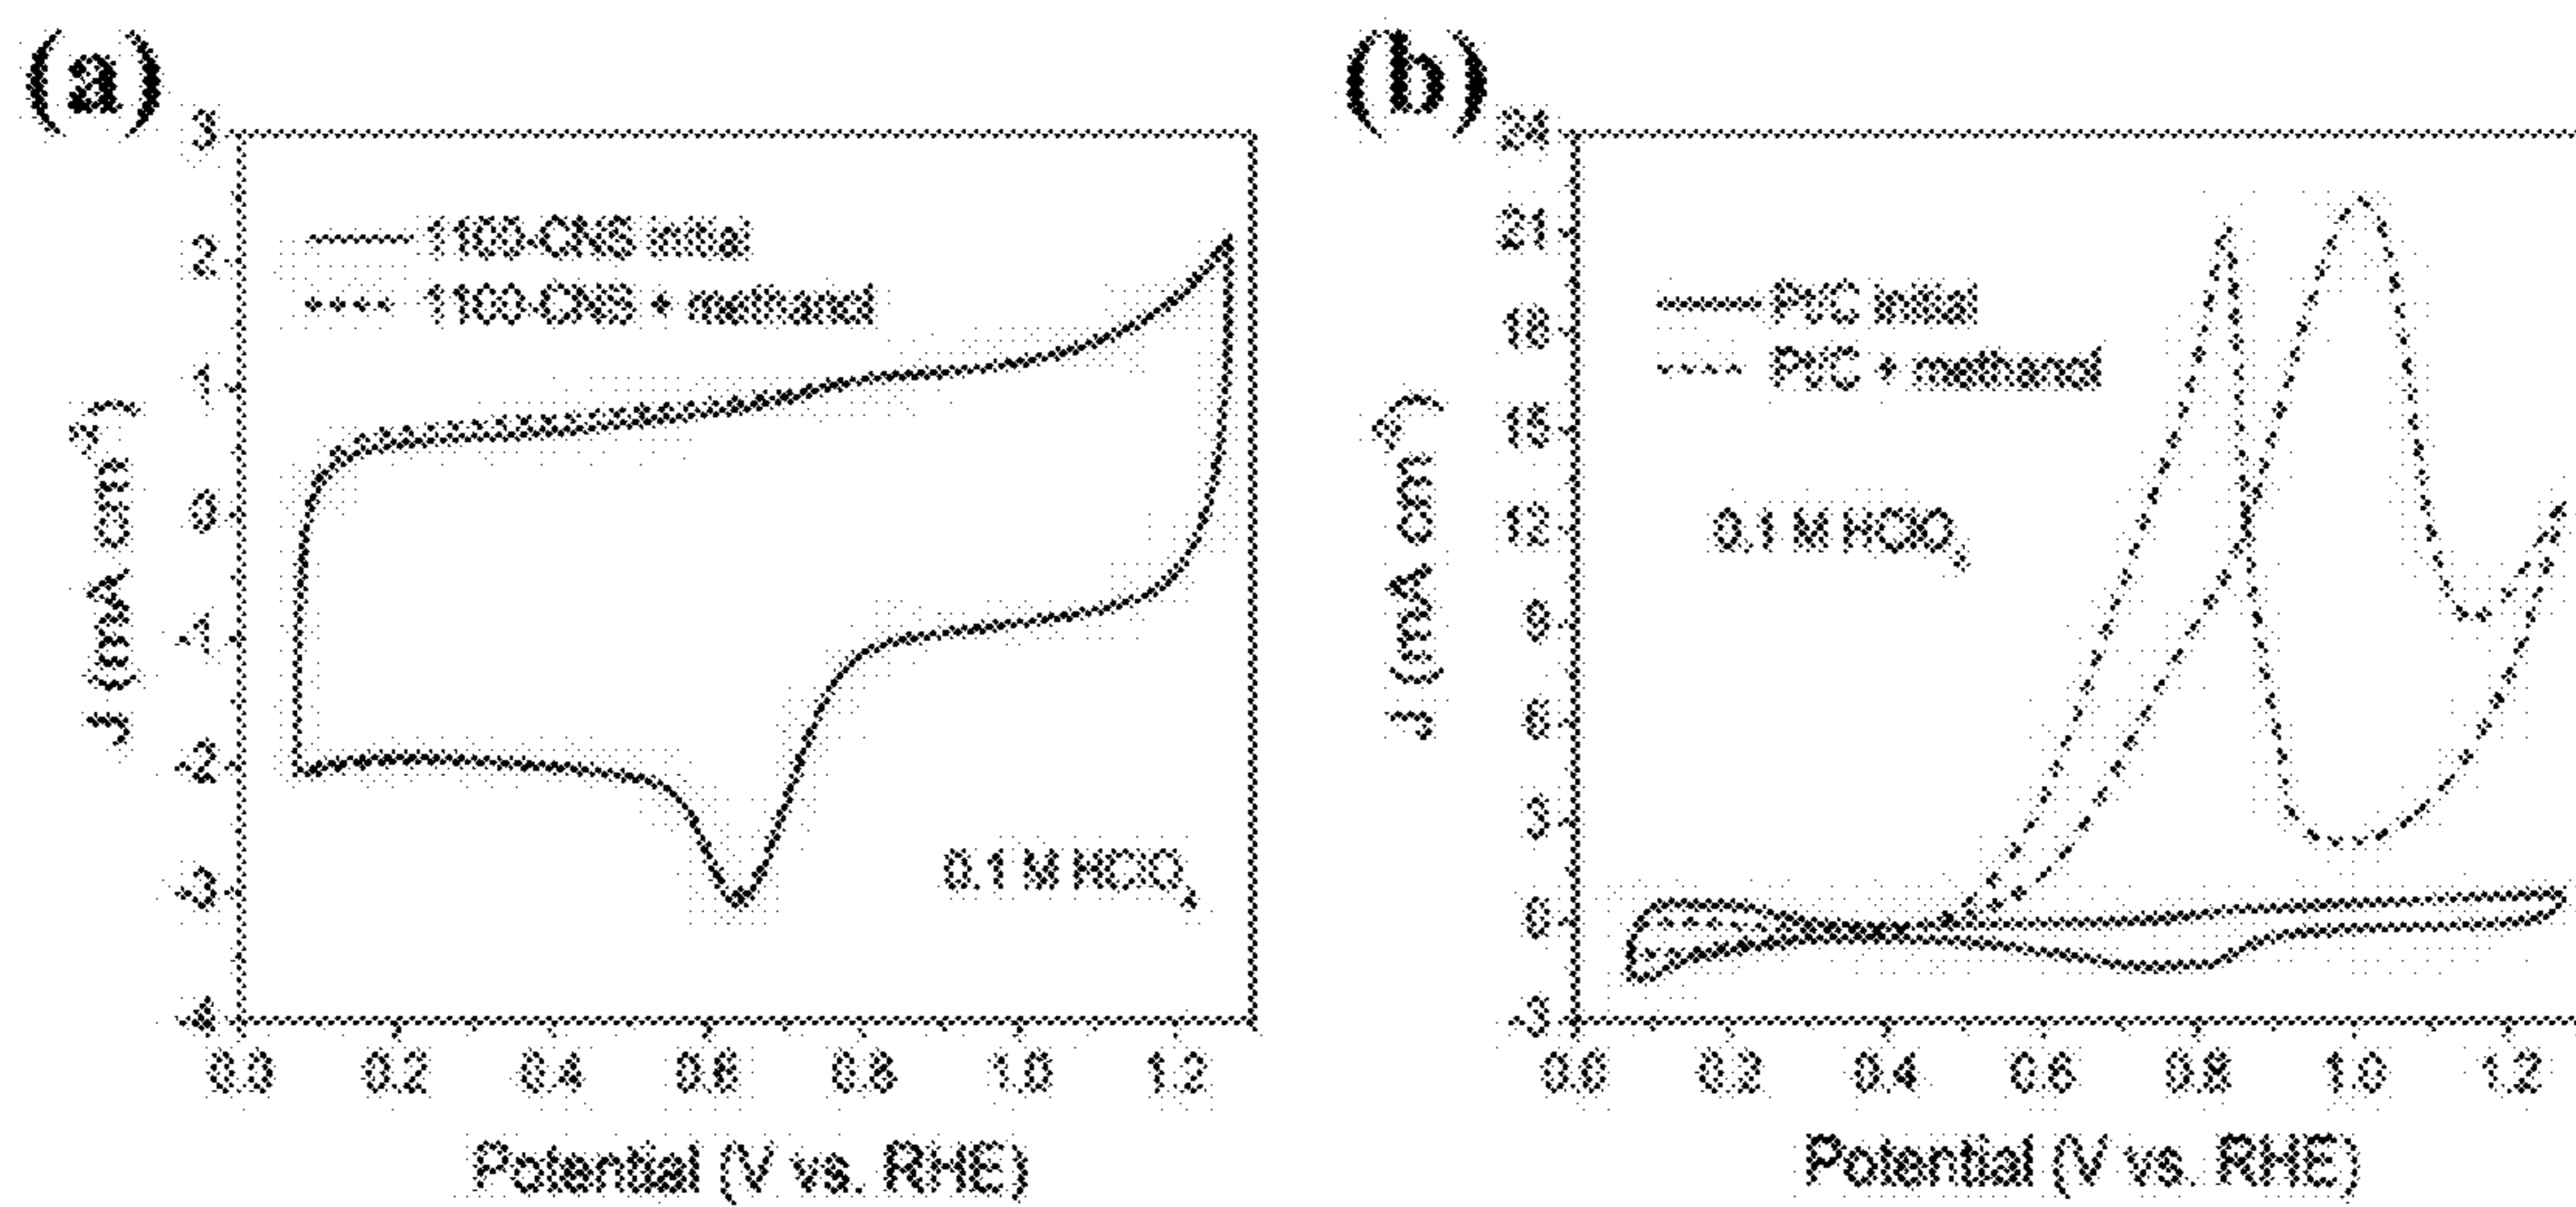 (a)
3
2
1
0
-1
-2
-3
-4
0.0 0.2 0.4 0.6 0.8 1.0 1.2
J (mA cm⁻²)
1100-CNS initial
1100-CNS + methanol
0.1 M HClO₄
Potential (V vs. RHE)
(b)
24
21
18
15
12
9
6
3
0
-3
0.0 0.2 0.4 0.6 0.8 1.0 1.2
J (mA cm⁻²)
Pt/C initial
Pt/C + methanol
0.1 M HClO₄
Potential (V vs. RHE)